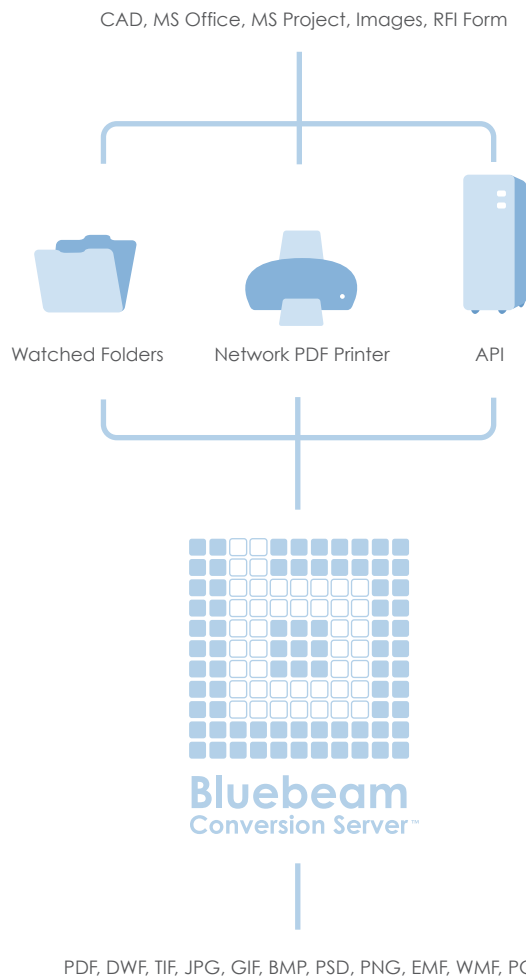 CAD, MS Office, MS Project, Images, RFI Form
Watched Folders Network PDF Printer API
Bluebeam
Conversion Server™
PDF, DWF, TIF, JPG, GIF, BMP, PSD, PNG, EMF, WMF,